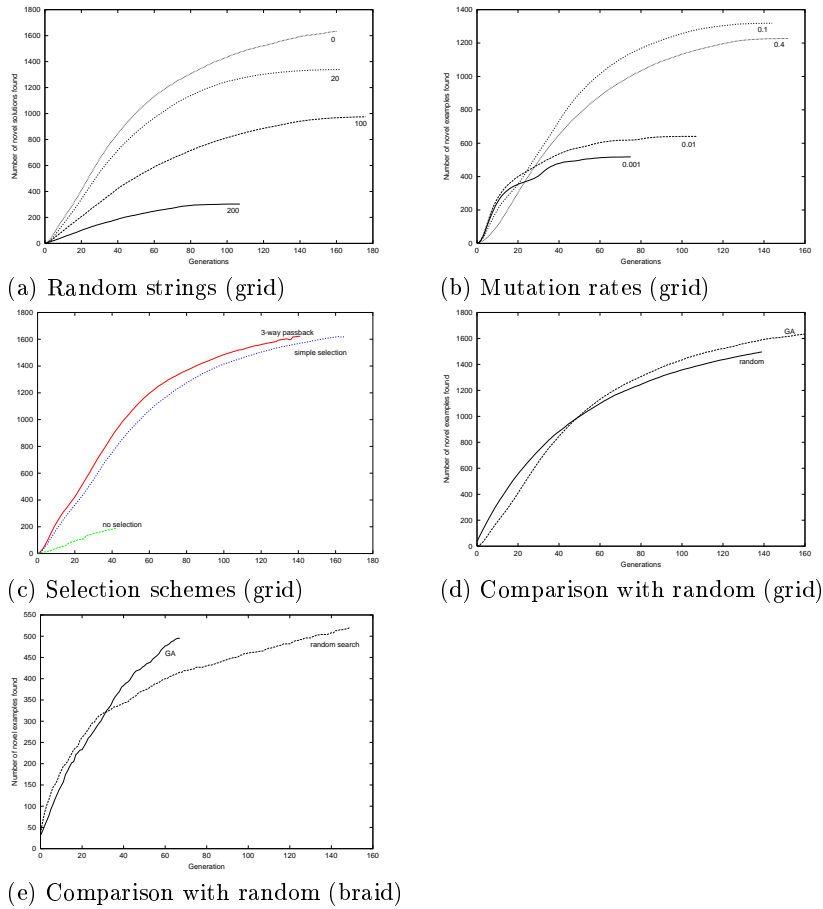 1800
1600
1400
1200
1000
800
600
400
200
0
0 20 40 60 80 100 120 140 160 180
Number of novel solutions found
Generations
0
20
100
200
(a) Random strings (grid)
1400
1200
1000
800
600
400
200
0
0 20 40 60 80 100 120 140 160
Number of novel examples found
Generations
0.1
0.4
0.01
0.001
(b) Mutation rates (grid)
1800
1600
1400
1200
1000
800
600
400
200
0
0 20 40 60 80 100 120 140 160 180
3-way passback
simple selection
no selection
(c) Selection schemes (grid)
1800
1600
1400
1200
1000
800
600
400
200
0
0 20 40 60 80 100 120 140 160
Number of novel examples found
Generations
GA
random
(d) Comparison with random (grid)
550
500
450
400
350
300
250
200
150
100
50
0
0 20 40 60 80 100 120 140 160
Number of novel examples found
Generation
GA
random search
(e) Comparison with random (braid)